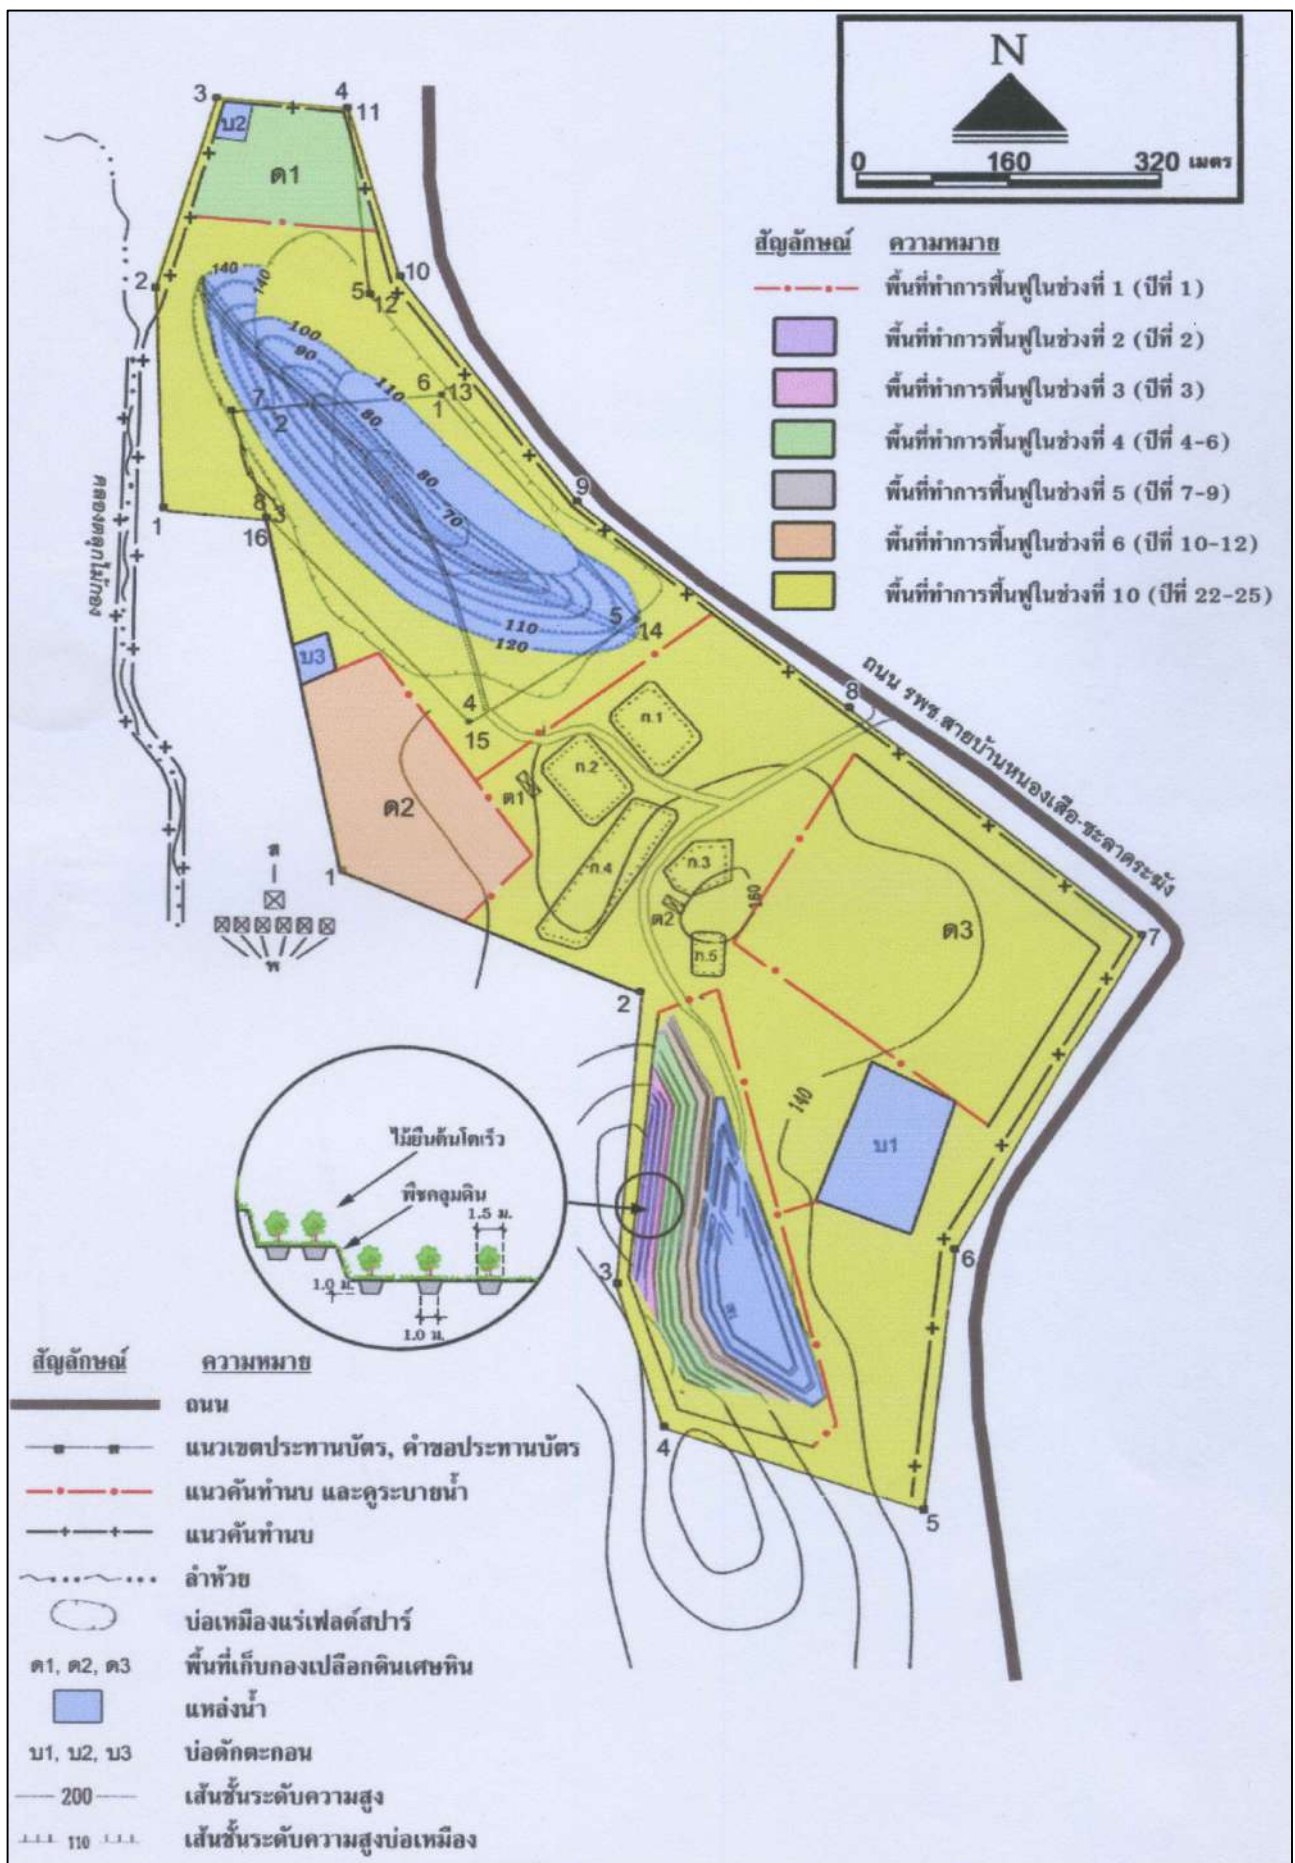 N
0 160 320 เมตร
สัญลักษณ์ ความหมาย
พื้นที่ทำการฟื้นฟูในช่วงที่ 1 (ปีที่ 1)
พื้นที่ทำการฟื้นฟูในช่วงที่ 2 (ปีที่ 2)
พื้นที่ทำการฟื้นฟูในช่วงที่ 3 (ปีที่ 3)
พื้นที่ทำการฟื้นฟูในช่วงที่ 4 (ปีที่ 4-6)
พื้นที่ทำการฟื้นฟูในช่วงที่ 5 (ปีที่ 7-9)
พื้นที่ทำการฟื้นฟูในช่วงที่ 6 (ปีที่ 10-12)
พื้นที่ทำการฟื้นฟูในช่วงที่ 10 (ปีที่ 22-25)
3 4
11
บ2
ด1
2 10
5 12
140 140
100
90
110
80
6
13
1
7
2
80
70
9
1
8
3
16
คลองตลุกไม้กอง
5
14
110
120
บ3
4
15
8
ถนน รพช.สายบ้านหนองเสือ-ชะลาดระฆัง
ก.1
ก.2
ต1
ด2
ก.4
ก.3
ต2
160
ก.5
ด3
7
1
ส
พ
2
140
บ1
6
3
4
5
ไม้ยืนต้นโตเร็ว
พืชคลุมดิน
1.5 ม.
1.0 ม.
1.0 ม.
สัญลักษณ์ ความหมาย
ถนน
แนวเขตประทานบัตร, คำขอประทานบัตร
แนวคันทำนบ และคูระบายน้ำ
แนวคันทำนบ
ลำห้วย
บ่อเหมืองแร่เฟลด์สปาร์
ด1, ด2, ด3 พื้นที่เก็บกองเปลือกดินเศษหิน
แหล่งน้ำ
บ1, บ2, บ3 บ่อดักตะกอน
200 เส้นชั้นระดับความสูง
110 เส้นชั้นระดับความสูงบ่อเหมือง